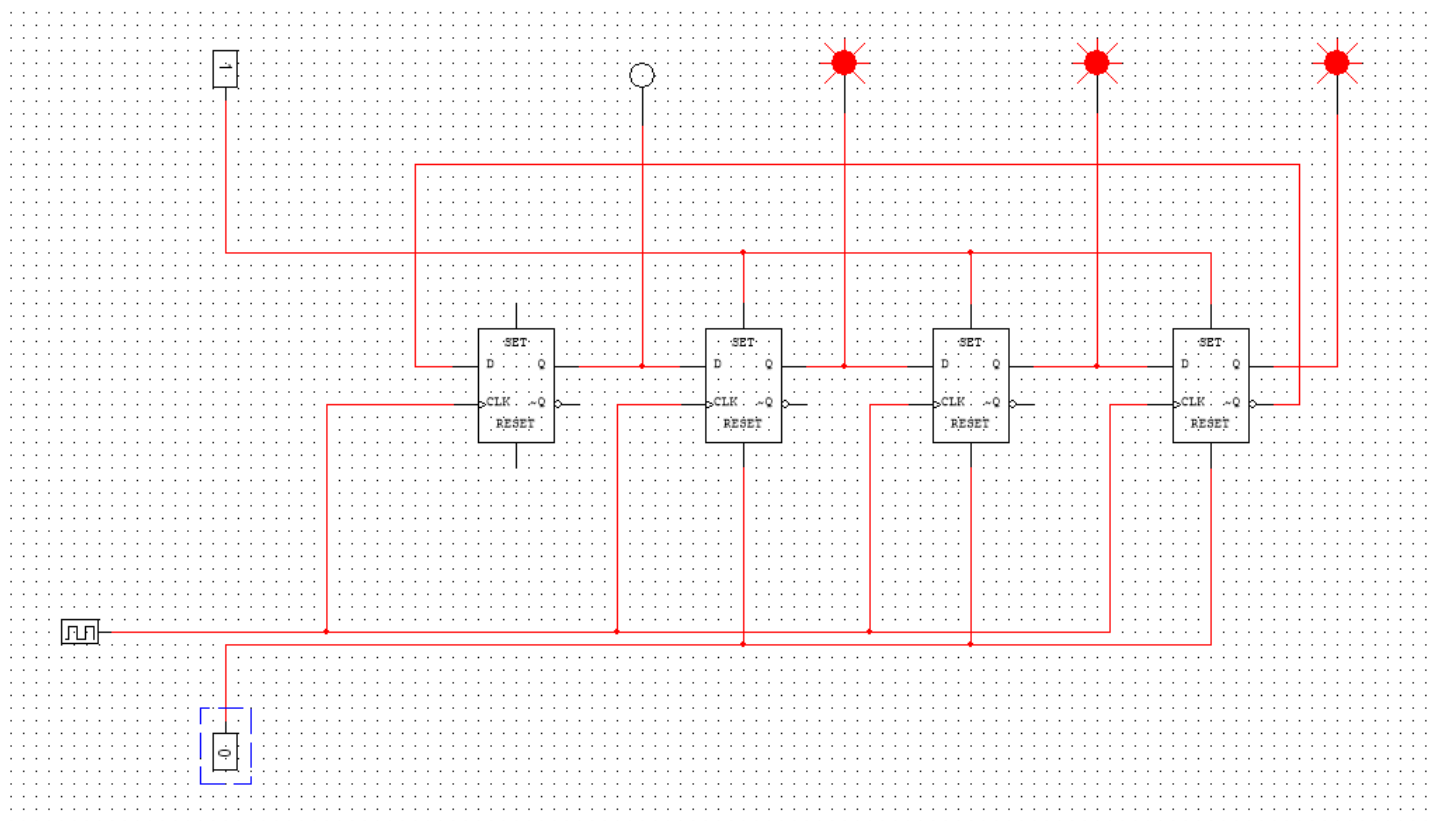 1
SET SET SET SET
D Q D Q D Q D Q
CLK ~Q CLK ~Q CLK ~Q CLK ~Q
RESET RESET RESET RESET
0